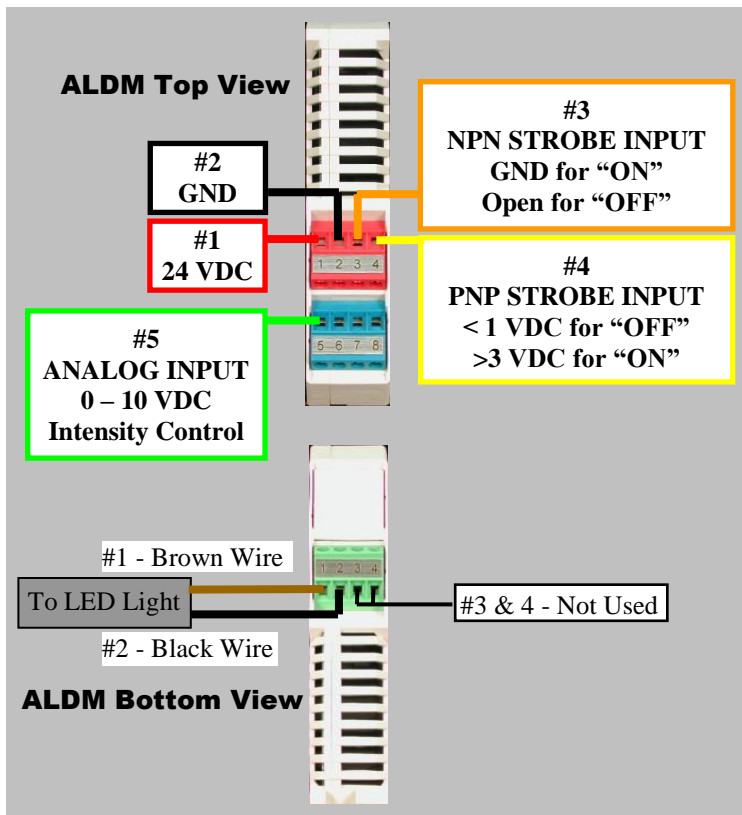 ALDM Top View
#2
GND
#1
24 VDC
#3
NPN STROBE INPUT
GND for “ON”
Open for “OFF”
#4
PNP STROBE INPUT
< 1 VDC for “OFF”
>3 VDC for “ON”
1 2 3 4
5 6 7 8
#5
ANALOG INPUT
0 – 10 VDC
Intensity Control
#1 - Brown Wire
1 2 3 4
To LED Light
#3 & 4 - Not Used
#2 - Black Wire
ALDM Bottom View